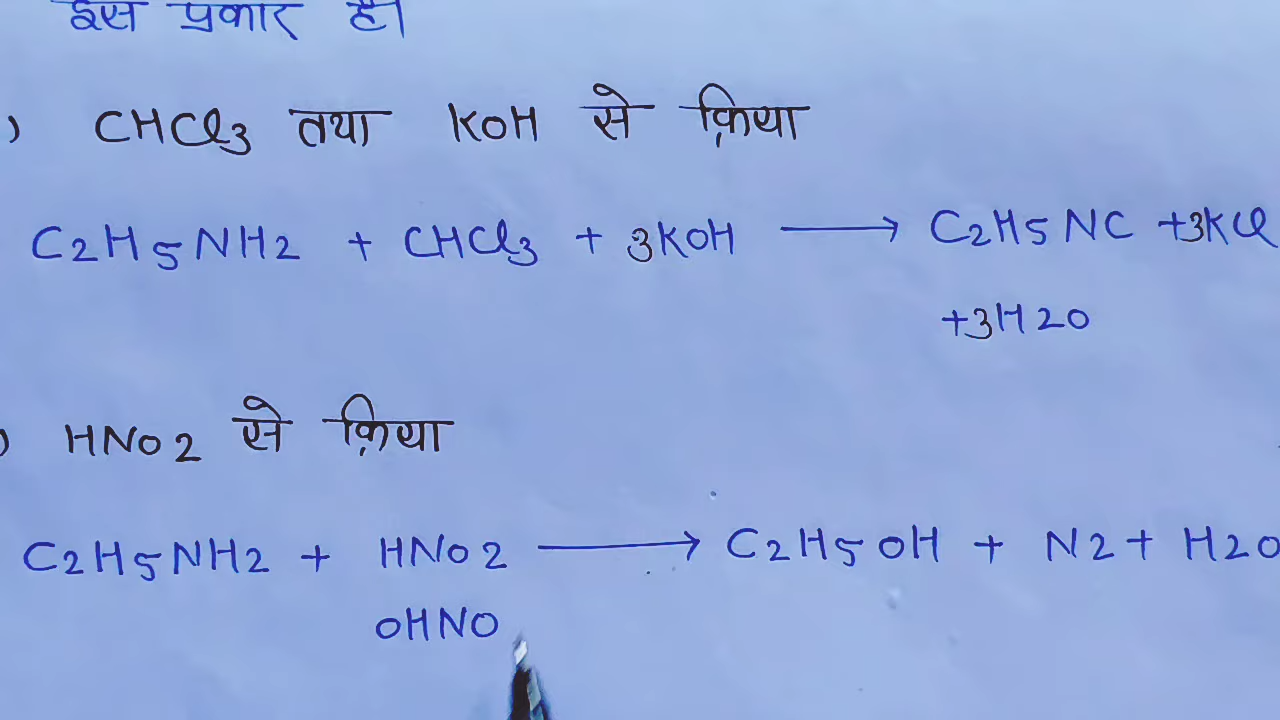 इस प्रकार है।
) CHCl3 तथा KOH से क्रिया
C2H5NH2 + CHCl3 + 3KOH ⟶ C2H5NC +3KCl
+3H2O
) HNO2 से क्रिया
C2H5NH2 + HNO2 ⟶ C2H5OH + N2 + H2O
OHNO